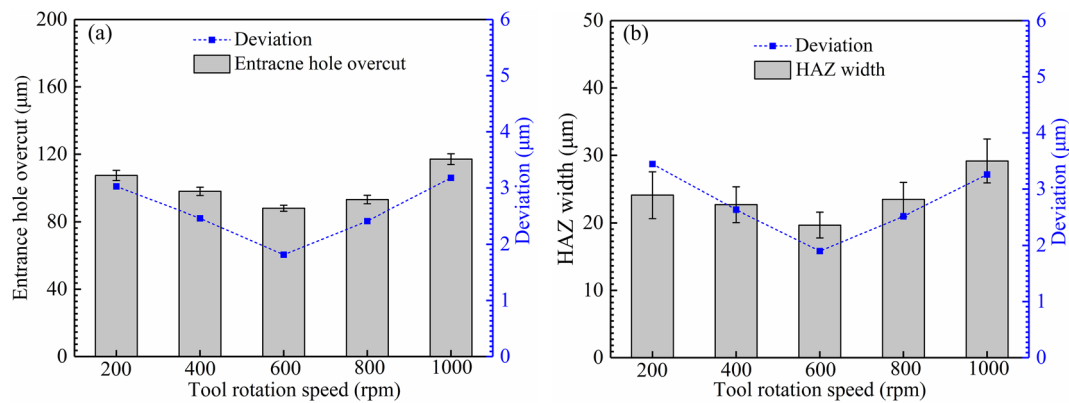 (a)
Deviation
Entracne hole overcut
Entrance hole overcut (μm)
200
160
120
80
40
0
6
5
4
3
2
1
0
Deviation (μm)
200 400 600 800 1000
Tool rotation speed (rpm)
(b)
Deviation
HAZ width
HAZ width (μm)
50
40
30
20
10
0
6
5
4
3
2
1
0
Deviation (μm)
200 400 600 800 1000
Tool rotation speed (rpm)